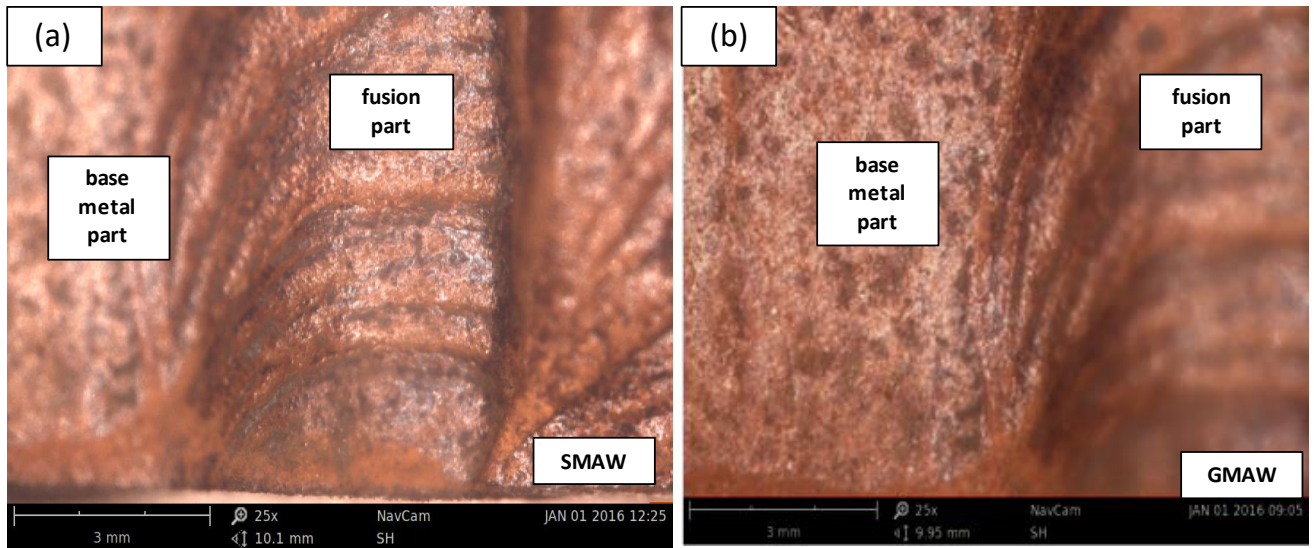 (a)
fusion
part
base
metal
part
SMAW
3 mm
25x
10.1 mm
NavCam
SH
JAN 01 2016 12:25
(b)
fusion
part
base
metal
part
GMAW
3 mm
25x
9.95 mm
NavCam
SH
JAN 01 2016 09:05